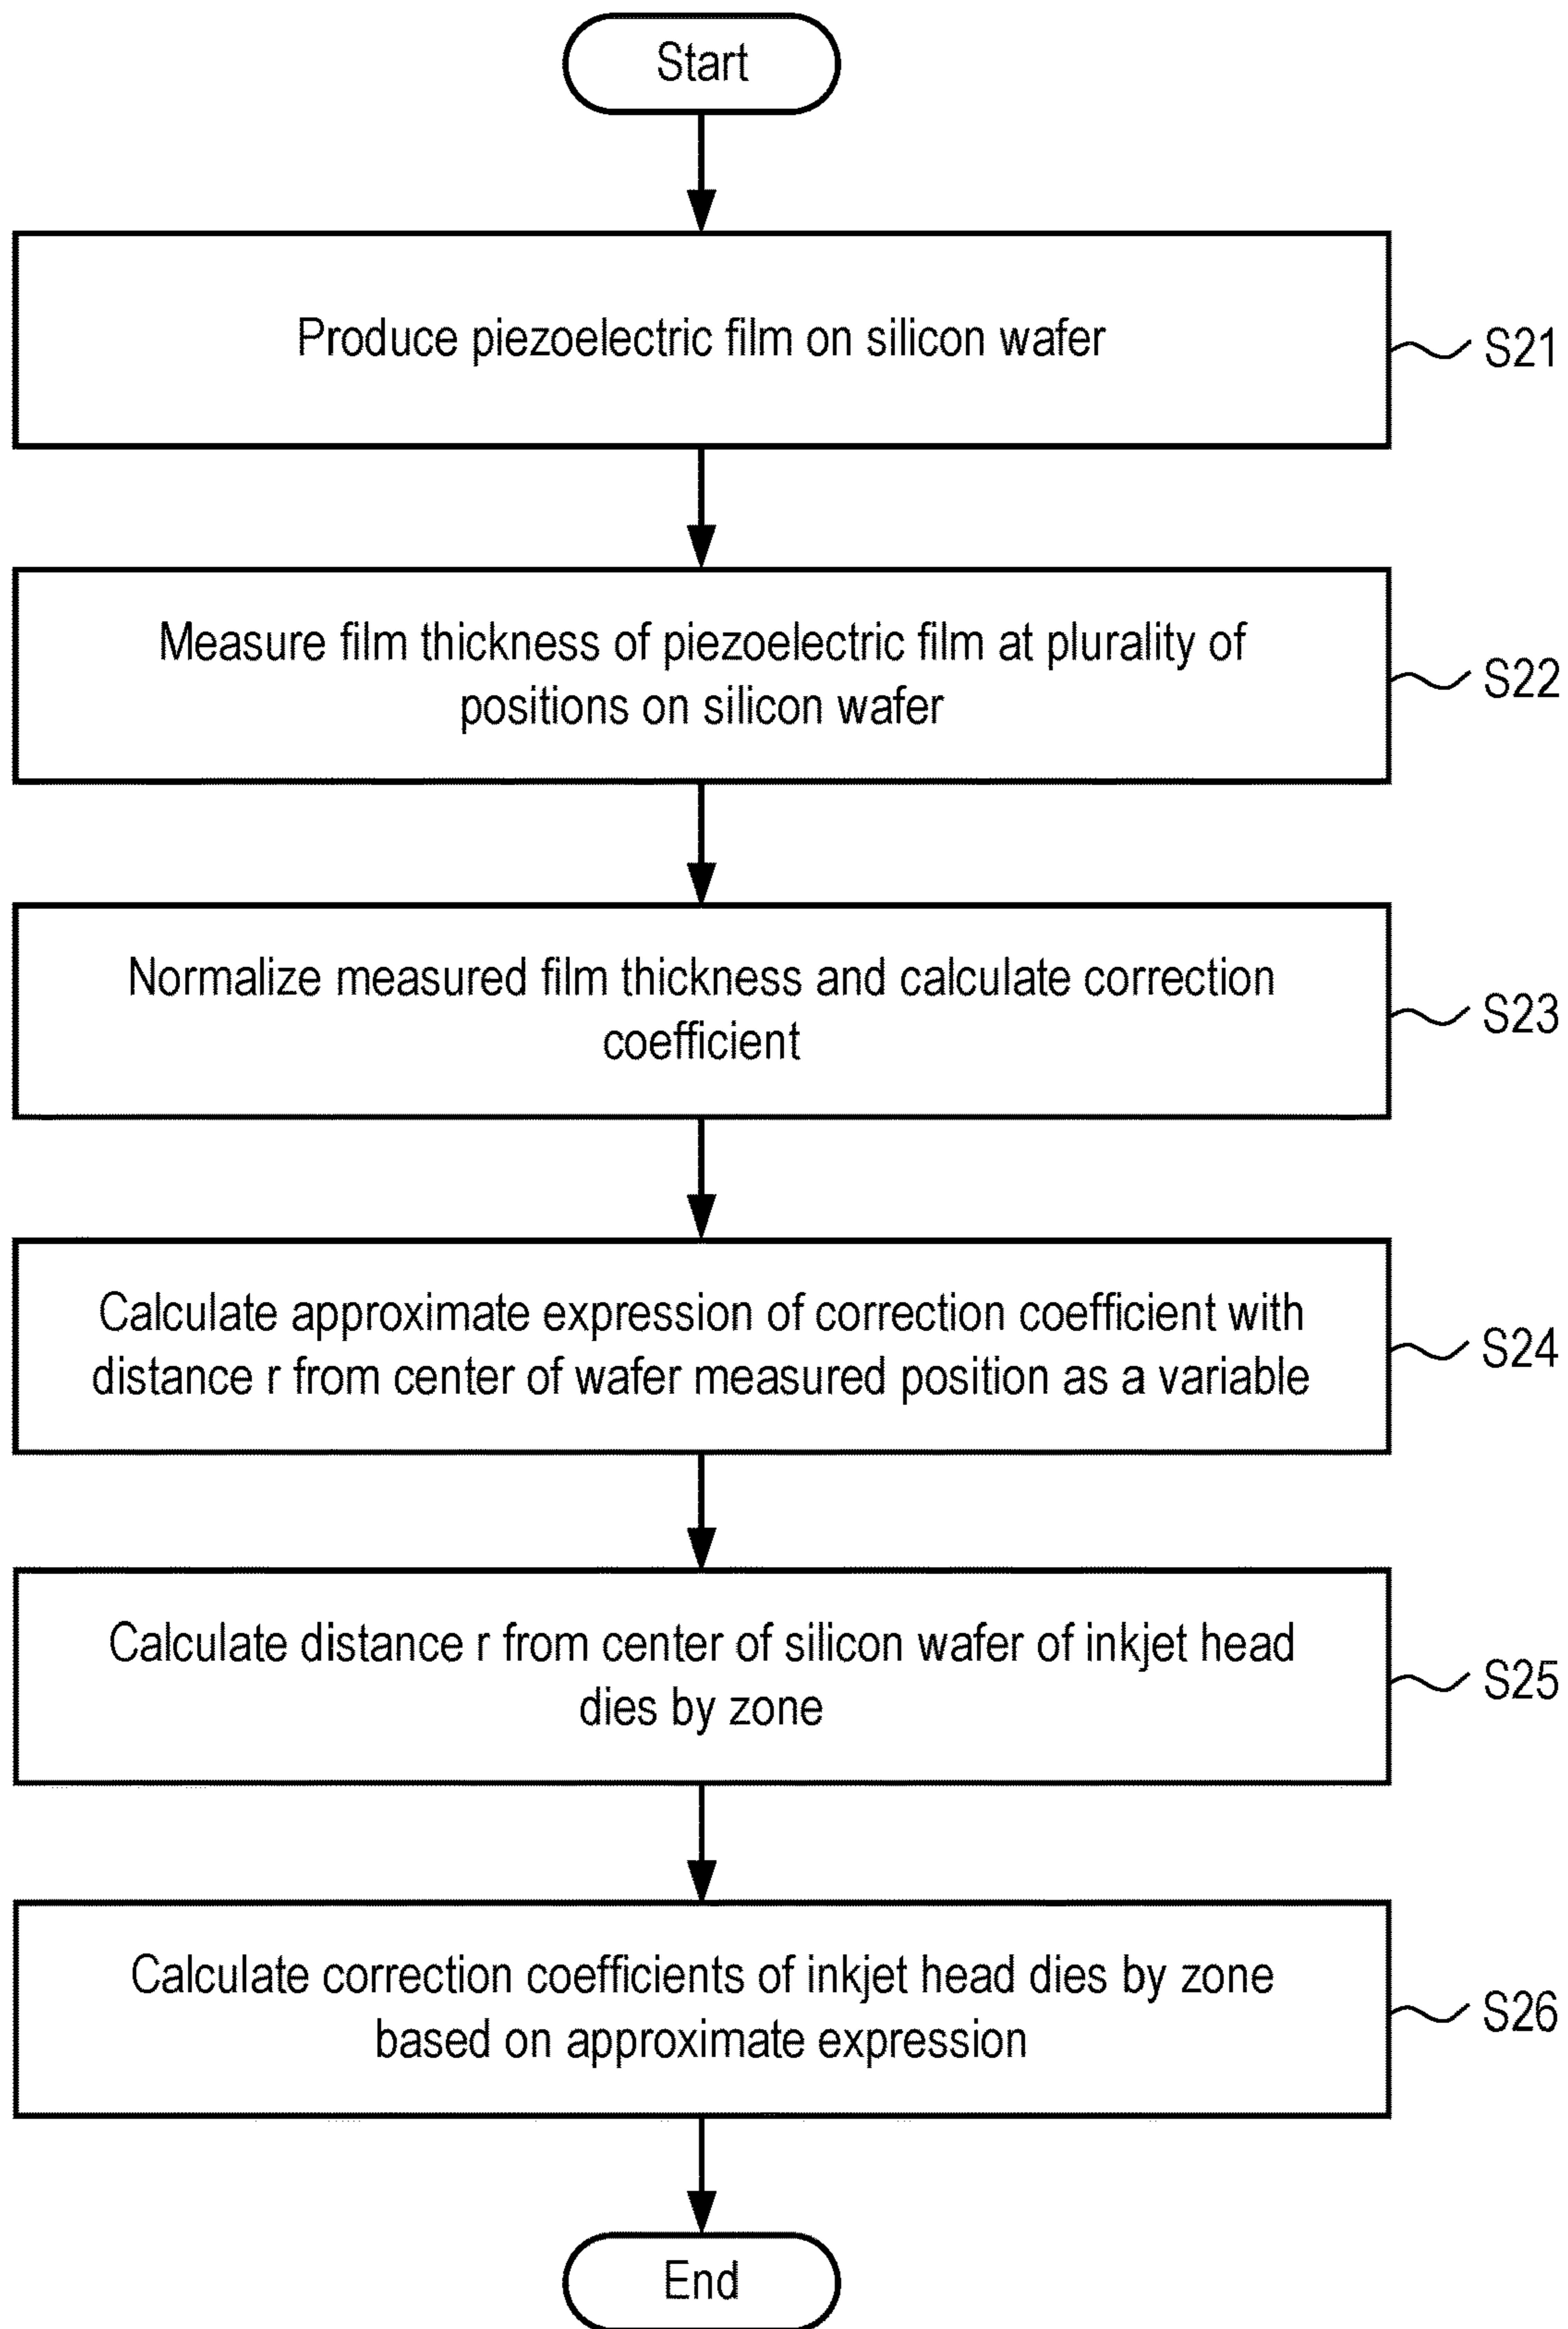 Start
Produce piezoelectric film on silicon wafer
S21
Measure film thickness of piezoelectric film at plurality of
positions on silicon wafer
S22
Normalize measured film thickness and calculate correction
coefficient
S23
Calculate approximate expression of correction coefficient with
distance r from center of wafer measured position as a variable
S24
Calculate distance r from center of silicon wafer of inkjet head
dies by zone
S25
Calculate correction coefficients of inkjet head dies by zone
based on approximate expression
S26
End